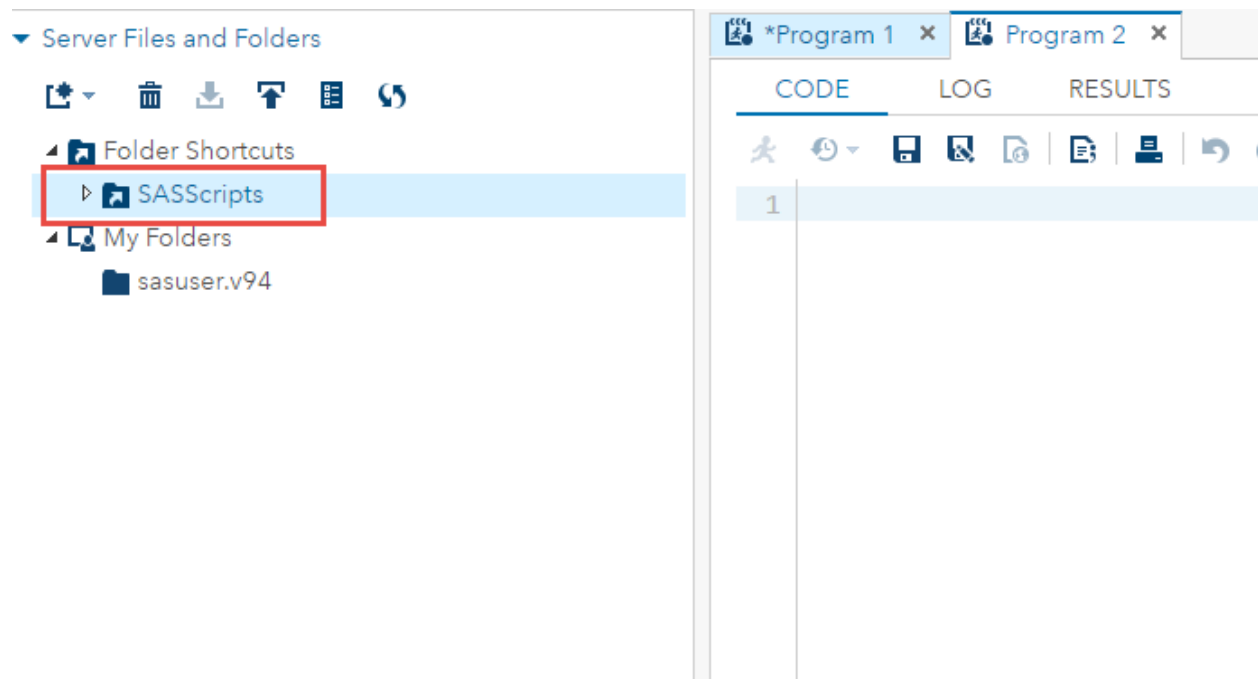 Server Files and Folders
Folder Shortcuts
SASScripts
My Folders
sasuser.v94
*Program 1
Program 2
CODE LOG RESULTS
1